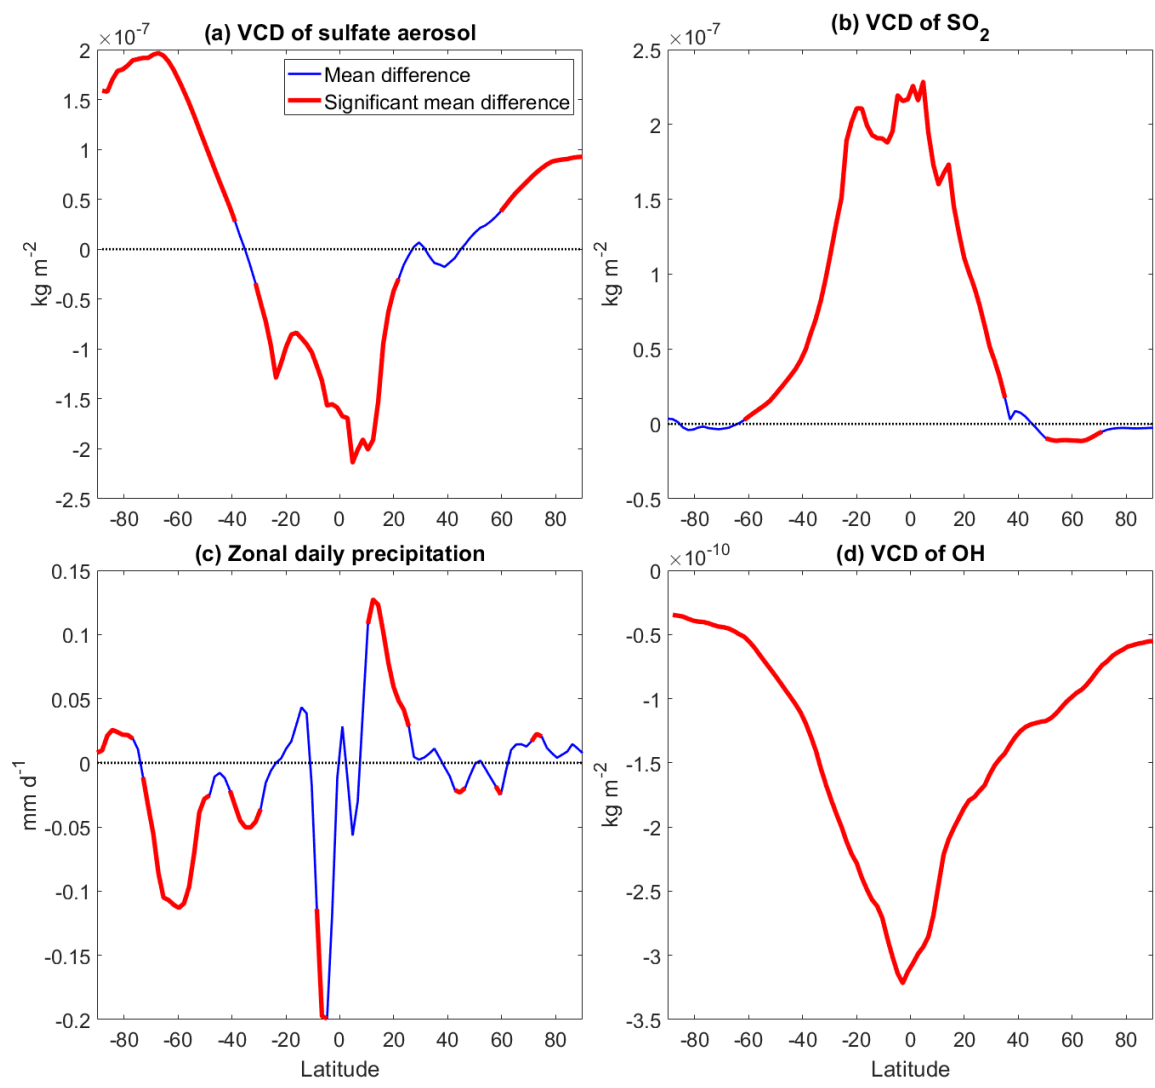 (a) VCD of sulfate aerosol
×10-7
2
1.5
1
0.5
0
-0.5
-1
-1.5
-2
-2.5
kg m-2
Mean difference
Significant mean difference
-80 -60 -40 -20 0 20 40 60 80
(b) VCD of SO2
×10-7
2.5
2
1.5
1
0.5
0
-0.5
kg m-2
-80 -60 -40 -20 0 20 40 60 80
(c) Zonal daily precipitation
0.15
0.1
0.05
0
-0.05
-0.1
-0.15
-0.2
mm d-1
-80 -60 -40 -20 0 20 40 60 80
Latitude
(d) VCD of OH
×10-10
0
-0.5
-1
-1.5
-2
-2.5
-3
-3.5
kg m-2
-80 -60 -40 -20 0 20 40 60 80
Latitude